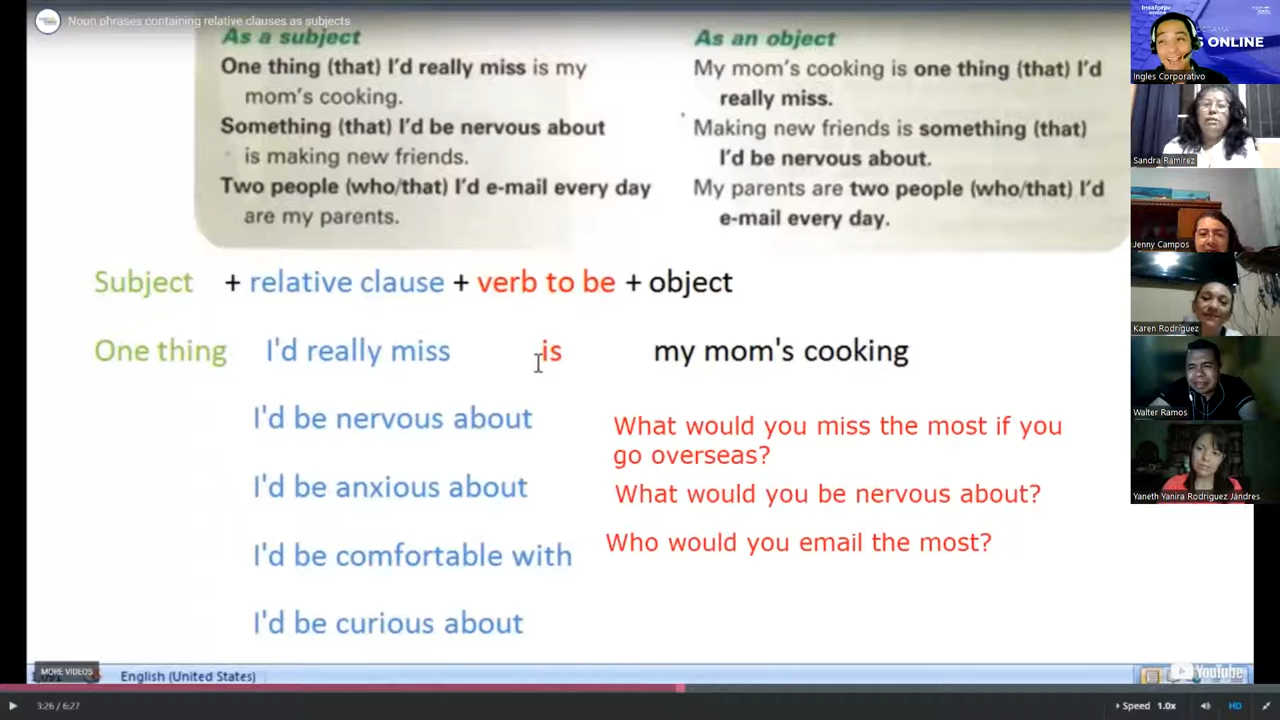 Noun phrases containing relative clauses as subjects
As a subject
One thing (that) I'd really miss is my
mom's cooking.
Something (that) I'd be nervous about
is making new friends.
Two people (who/that) I'd e-mail every day
are my parents.
As an object
My mom's cooking is one thing (that) I'd
really miss.
Making new friends is something (that)
I'd be nervous about.
My parents are two people (who/that) I'd
e-mail every day.
Subject + relative clause + verb to be + object
One thing I'd really miss is my mom's cooking
I'd be nervous about
I'd be anxious about
I'd be comfortable with
I'd be curious about
What would you miss the most if you
go overseas?
What would you be nervous about?
Who would you email the most?
ONLINE
Ingles Corporativo
Sandra Ramirez
Jenny Campos
Karen Rodriguez
Walter Ramos
Yaneth Yanira Rodriguez Jándres
MORE VIDEOS
English (United States)
YouTube
3:26 / 6:27
Speed 1.0x
HD